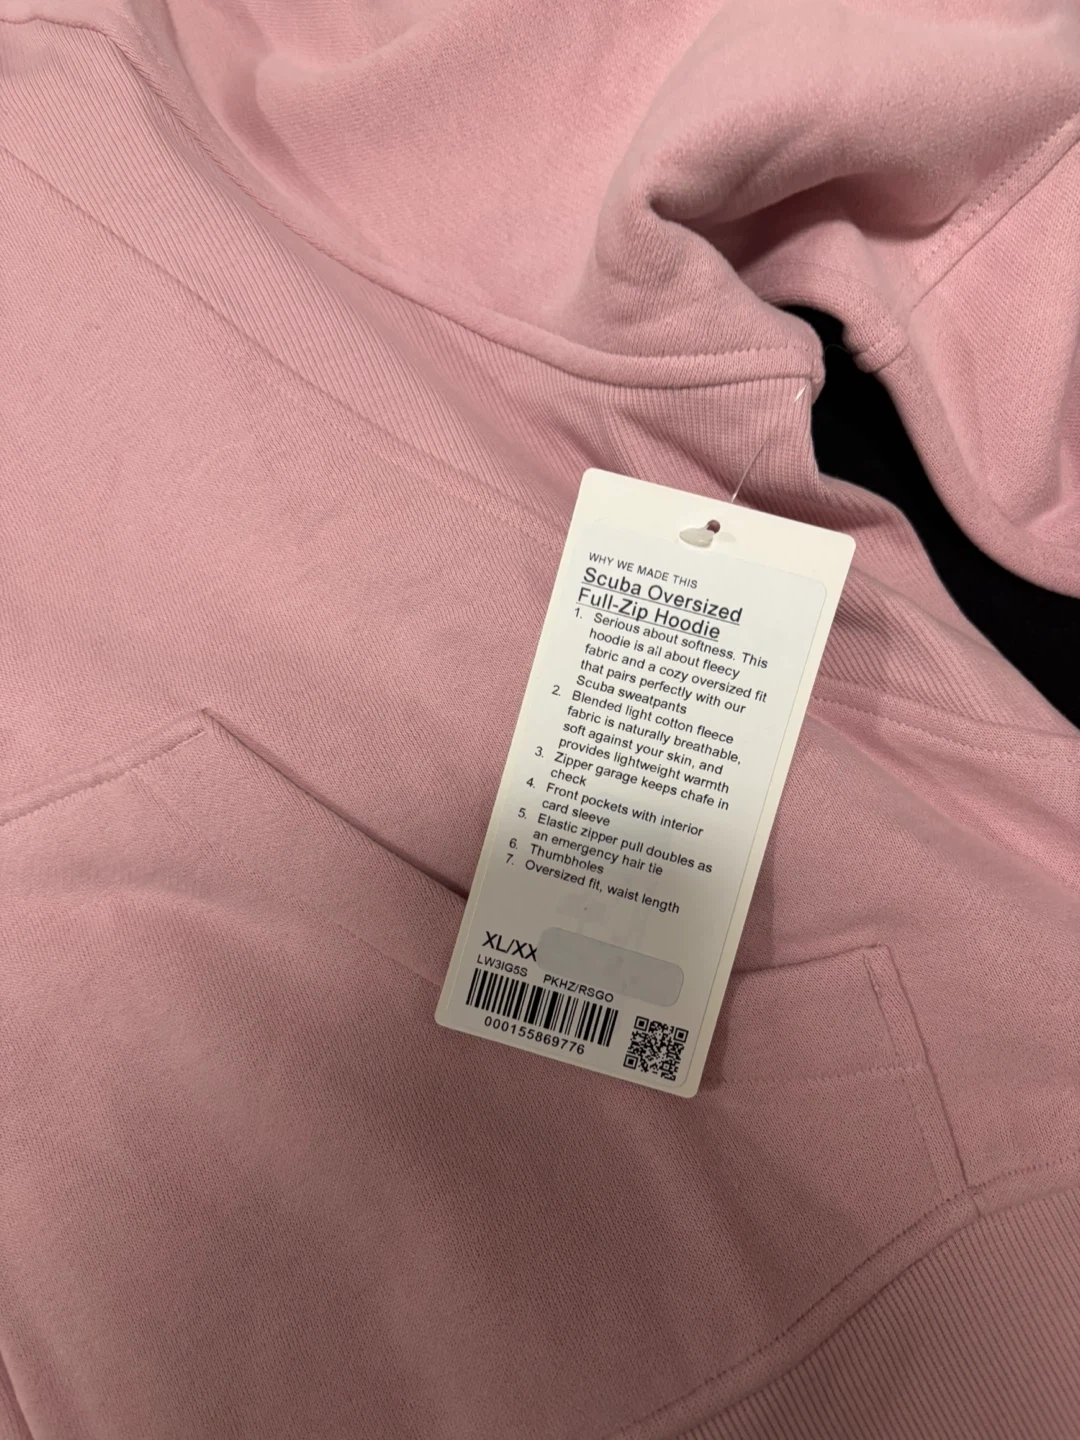 WHY WE MADE THIS
Scuba Oversized
Full-Zip Hoodie
1. Serious about softness. This
hoodie is all about fleecy
fabric and a cozy oversized fit
that pairs perfectly with our
Scuba sweatpants
2. Blended light cotton fleece
fabric is naturally breathable,
soft against your skin, and
provides lightweight warmth
3. Zipper garage keeps chafe in
check
4. Front pockets with interior
card sleeve
5. Elastic zipper pull doubles as
an emergency hair tie
6. Thumbholes
7. Oversized fit, waist length
XL/XX
LW3IG5S PKHZ/RSGO
000155869776